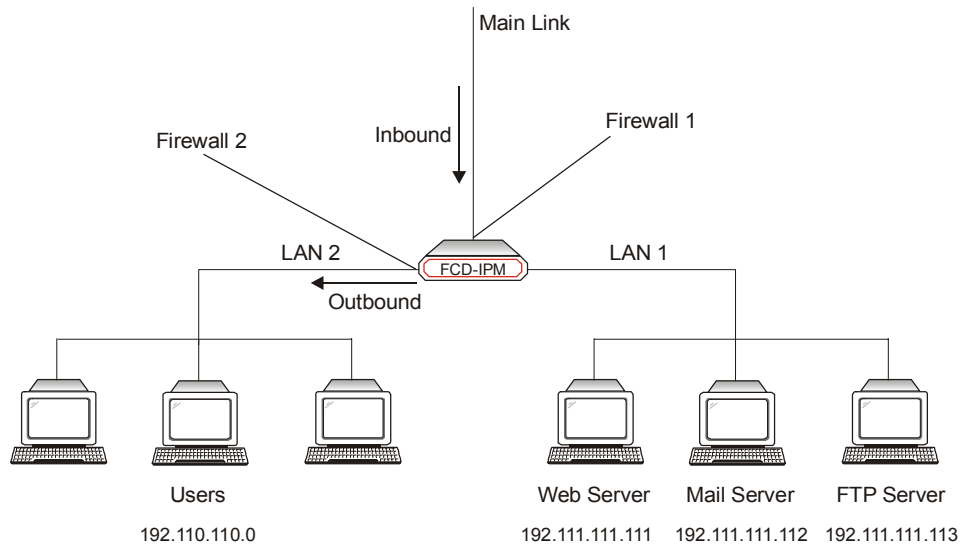 Main Link
Firewall 1
Inbound
Firewall 2
LAN 2
FCD-IPM
LAN 1
Outbound
Users
Web Server
Mail Server
FTP Server
192.110.110.0
192.111.111.111
192.111.111.112
192.111.111.113